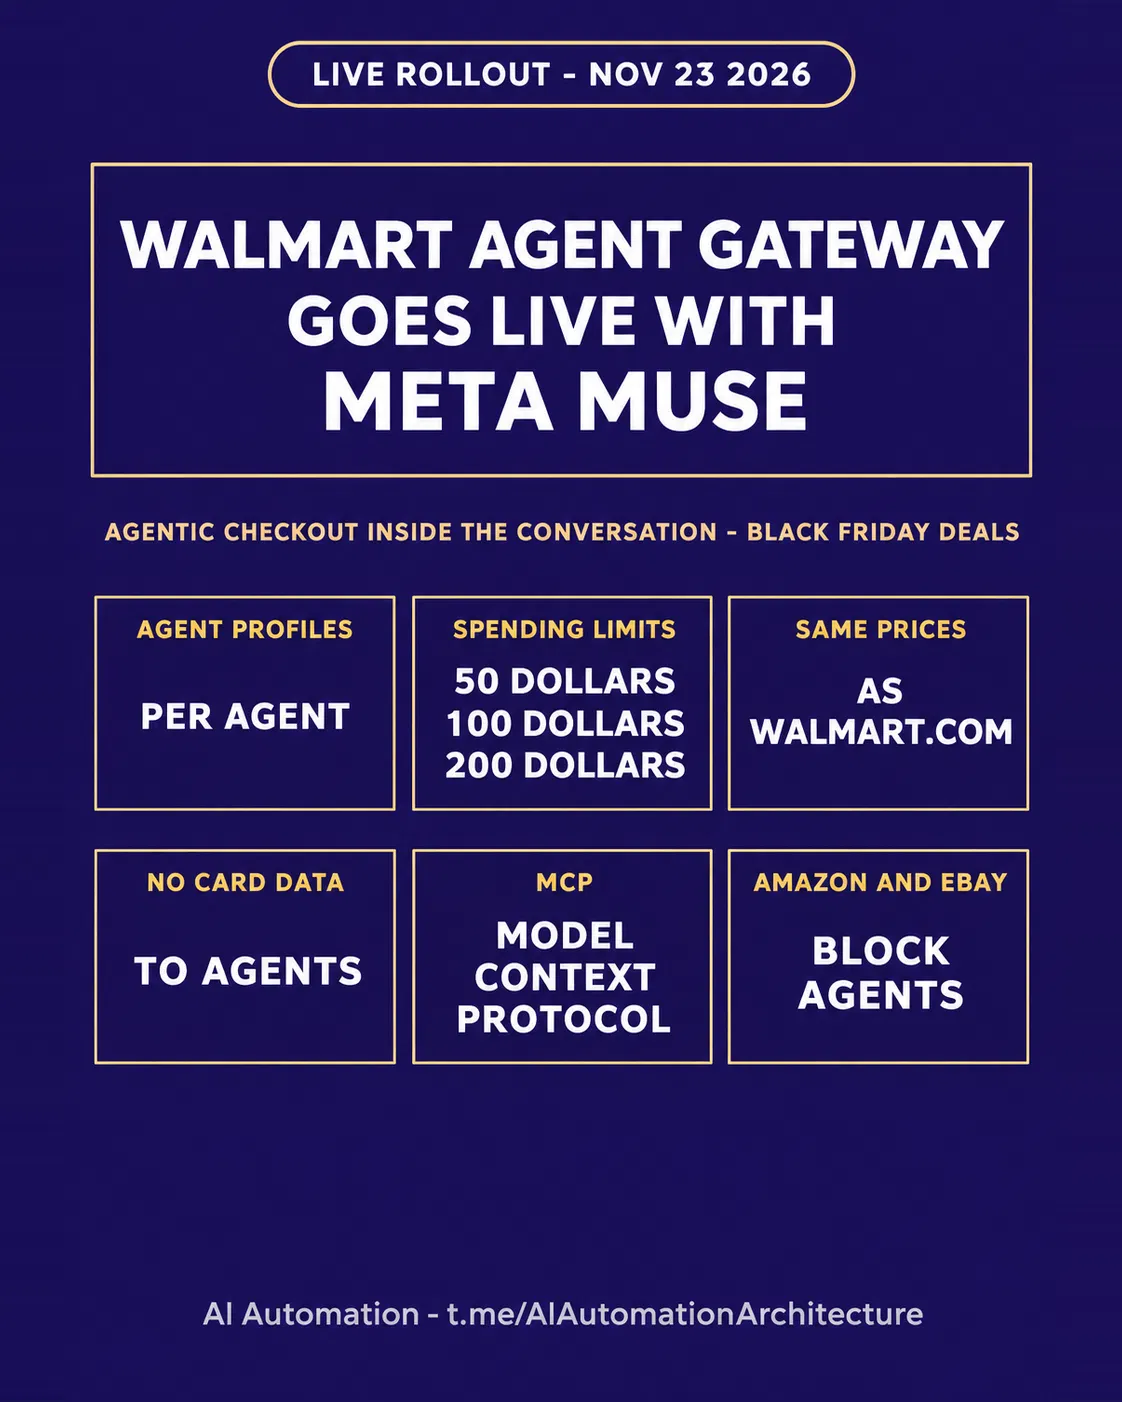 LIVE ROLLOUT - NOV 23 2026
WALMART AGENT GATEWAY
GOES LIVE WITH
META MUSE
AGENTIC CHECKOUT INSIDE THE CONVERSATION - BLACK FRIDAY DEALS
AGENT PROFILES
PER AGENT
SPENDING LIMITS
50 DOLLARS
100 DOLLARS
200 DOLLARS
SAME PRICES
AS
WALMART.COM
NO CARD DATA
TO AGENTS
MCP
MODEL
CONTEXT
PROTOCOL
AMAZON AND EBAY
BLOCK
AGENTS
AI Automation - t.me/AIAutomationArchitecture